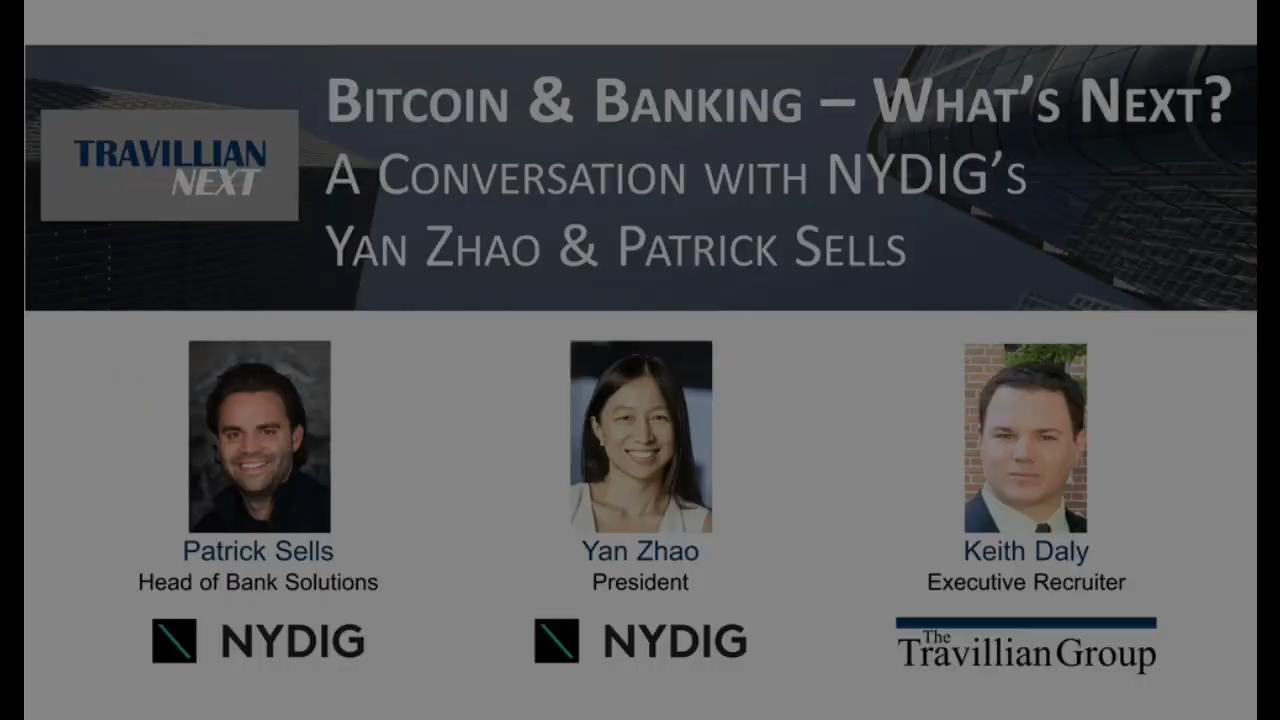 BITCOIN & BANKING – WHAT'S NEXT?
TRAVILLIAN
NEXT
A CONVERSATION WITH NYDIG'S
YAN ZHAO & PATRICK SELLS
Patrick Sells
Head of Bank Solutions
NYDIG
Yan Zhao
President
NYDIG
Keith Daly
Executive Recruiter
The
Travillian Group